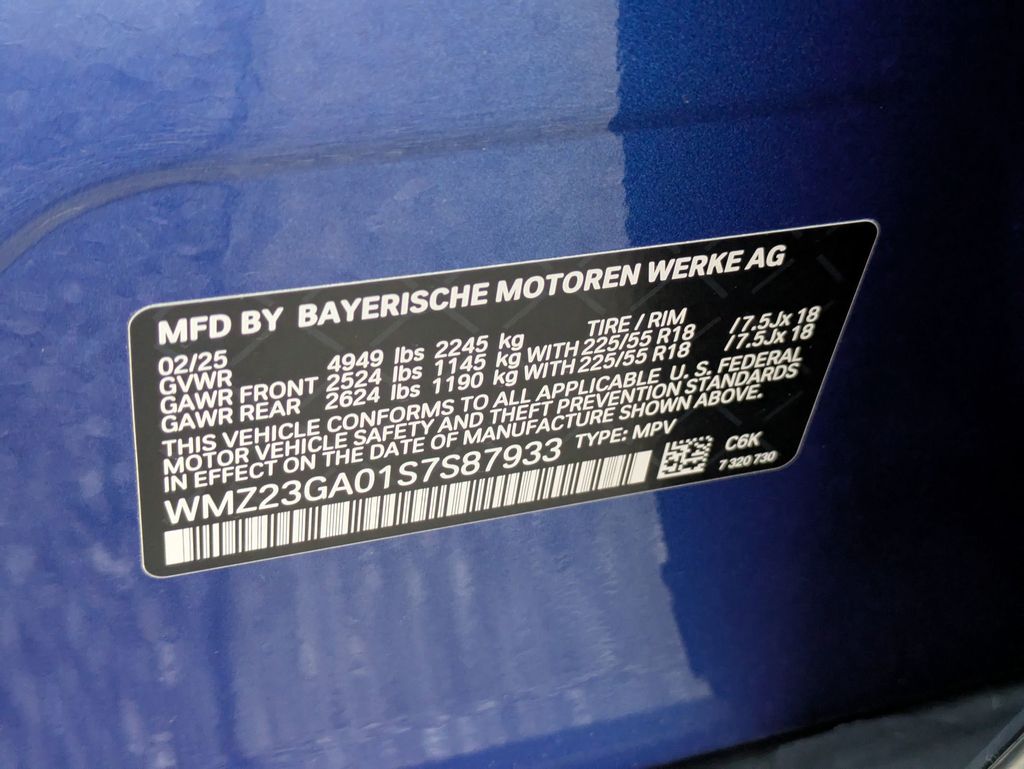 MFD BY BAYERISCHE MOTOREN WERKE AG
02/25 TIRE / RIM
GVWR 4949 lbs 2245 kg
GAWR FRONT 2524 lbs 1145 kg WITH 225/55 R18 /7.5Jx 18
GAWR REAR 2624 lbs 1190 kg WITH 225/55 R18 /7.5Jx 18
THIS VEHICLE CONFORMS TO ALL APPLICABLE U. S. FEDERAL
MOTOR VEHICLE SAFETY AND THEFT PREVENTION STANDARDS
IN EFFECT ON THE DATE OF MANUFACTURE SHOWN ABOVE.
WMZ23GA01S7S87933 TYPE: MPV
C6K
7 320 730